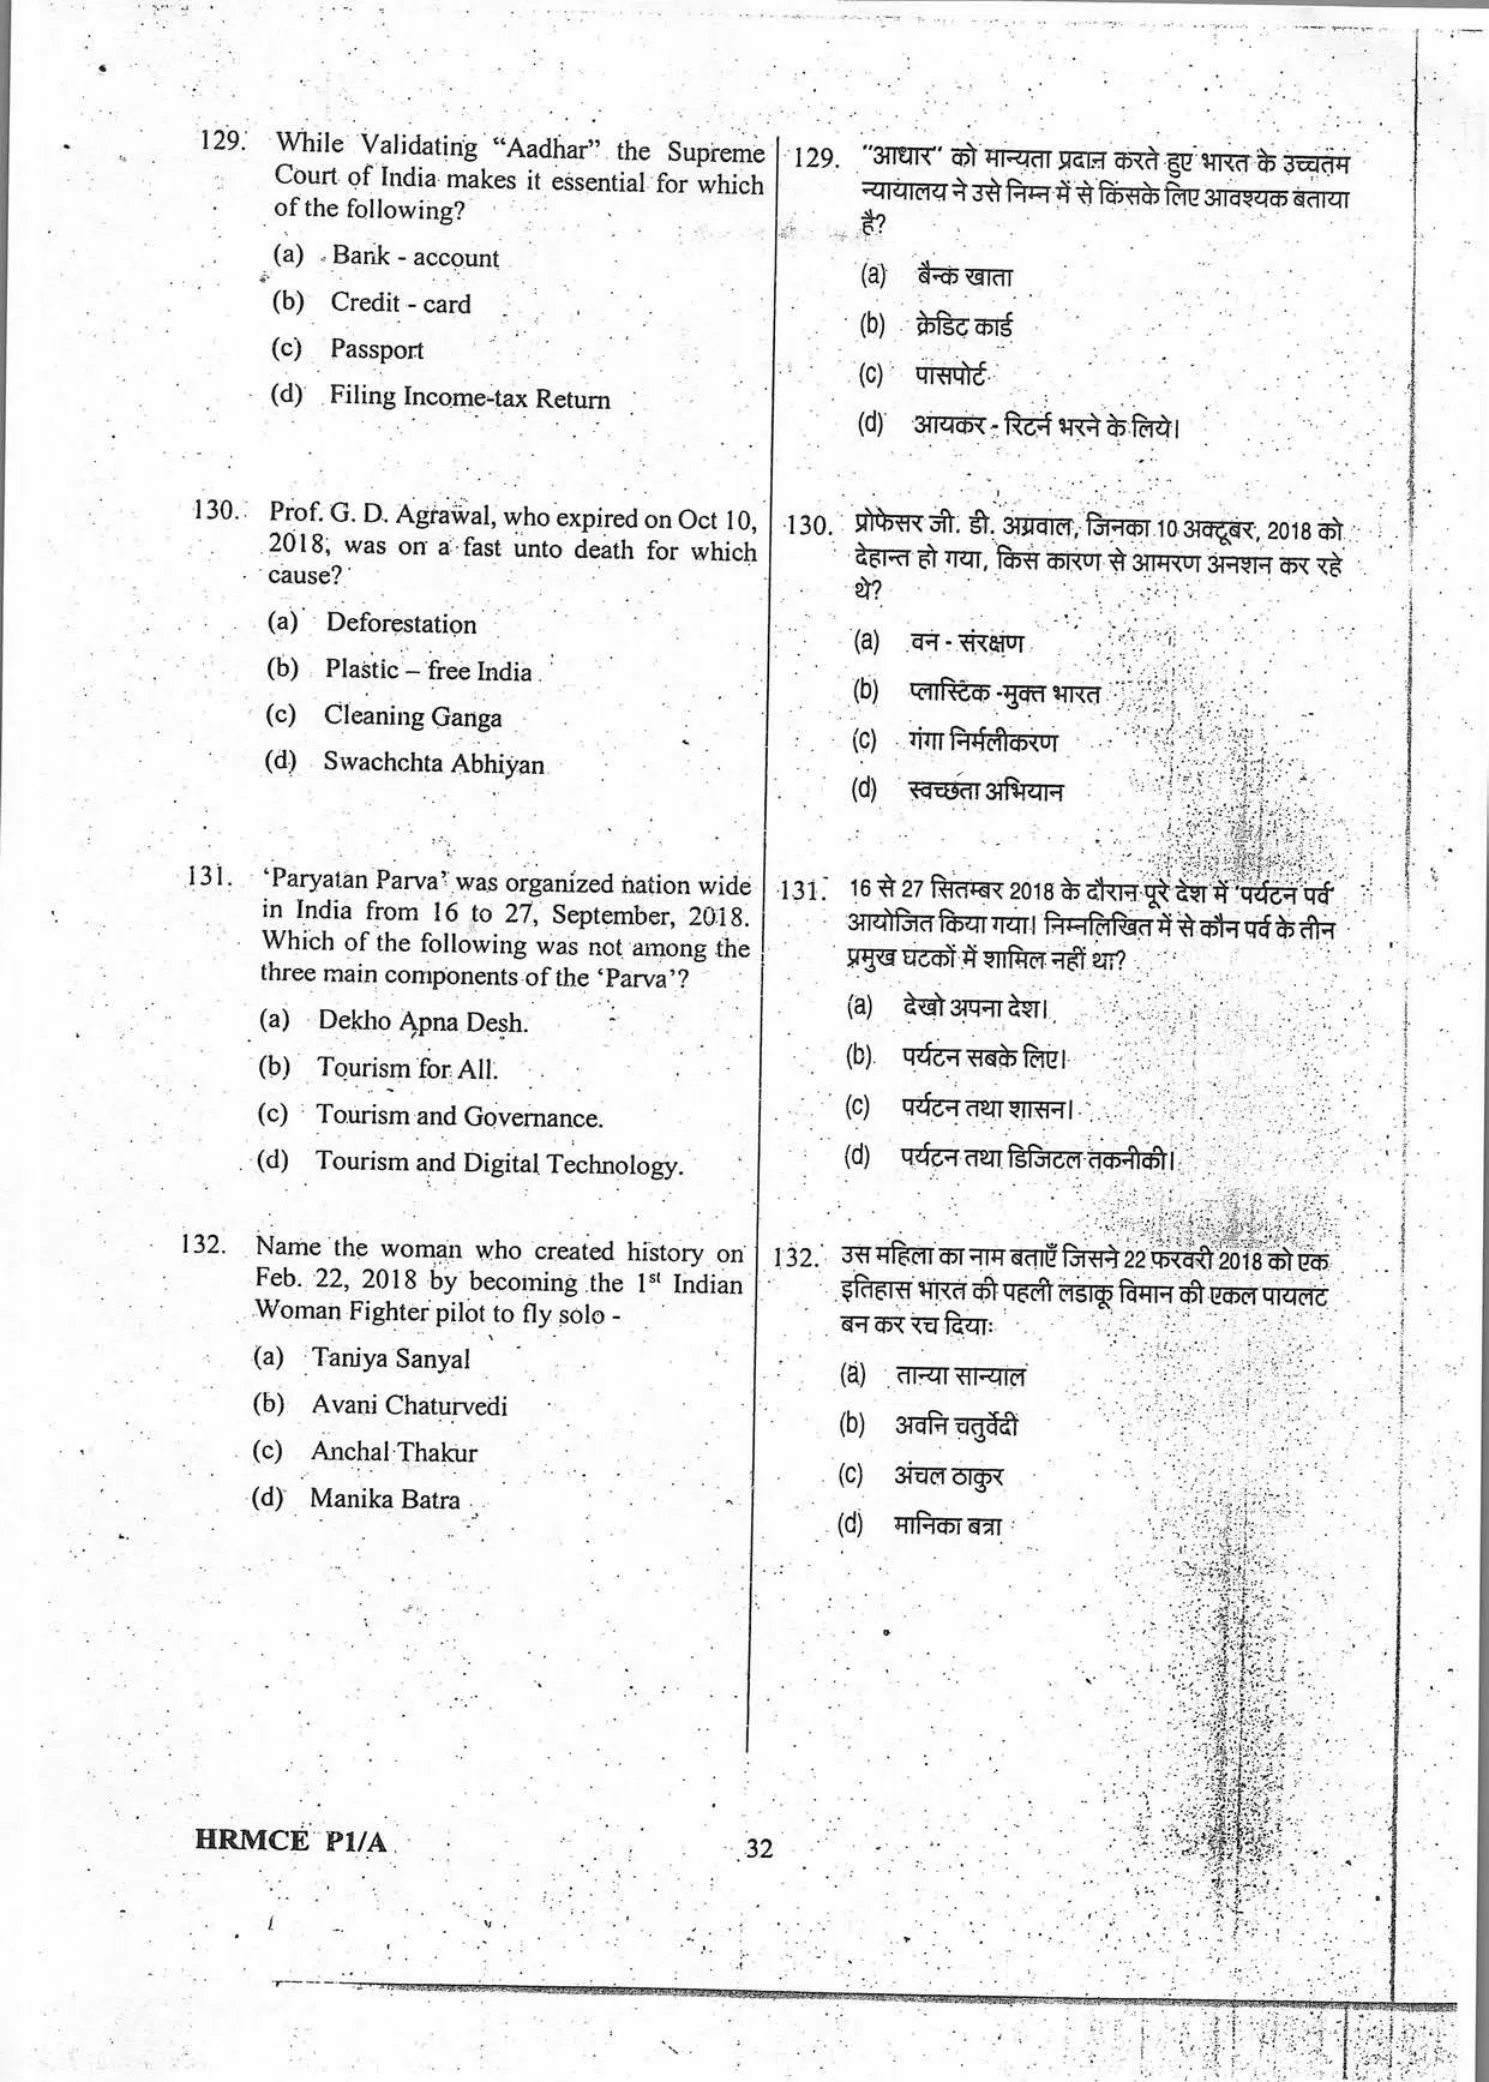 129. While Validating “Aadhar” the Supreme
Court of India makes it essential for which
of the following?
(a) Bank - account
(b) Credit - card
(c) Passport
(d) Filing Income-tax Return
130. Prof. G. D. Agrawal, who expired on Oct 10,
2018, was on a fast unto death for which
cause?
(a) Deforestation
(b) Plastic – free India
(c) Cleaning Ganga
(d) Swachchta Abhiyan
131. ‘Paryatan Parva’ was organized nation wide
in India from 16 to 27, September, 2018.
Which of the following was not among the
three main components of the ‘Parva’?
(a) Dekho Apna Desh.
(b) Tourism for All.
(c) Tourism and Governance.
(d) Tourism and Digital Technology.
132. Name the woman who created history on
Feb. 22, 2018 by becoming the 1st Indian
Woman Fighter pilot to fly solo -
(a) Taniya Sanyal
(b) Avani Chaturvedi
(c) Anchal Thakur
(d) Manika Batra
129. “आधार” को मान्यता प्रदान करते हुए भारत के उच्चतम
न्यायालय ने उसे निम्न में से किसके लिए आवश्यक बताया
है?
(a) बैन्क खाता
(b) क्रेडिट कार्ड
(c) पासपोर्ट
(d) आयकर - रिटर्न भरने के लिये।
130. प्रोफेसर जी. डी. अग्रवाल, जिनका 10 अक्टूबर, 2018 को
देहान्त हो गया, किस कारण से आमरण अनशन कर रहे
थे?
(a) वन - संरक्षण
(b) प्लास्टिक -मुक्त भारत
(c) गंगा निर्मलीकरण
(d) स्वच्छता अभियान
131. 16 से 27 सितम्बर 2018 के दौरान पूरे देश में ‘पर्यटन पर्व’
आयोजित किया गया। निम्नलिखित में से कौन पर्व के तीन
प्रमुख घटकों में शामिल नहीं था?
(a) देखो अपना देश।
(b) पर्यटन सबके लिए।
(c) पर्यटन तथा शासन।
(d) पर्यटन तथा डिजिटल तकनीकी।
132. उस महिला का नाम बताएँ जिसने 22 फरवरी 2018 को एक
इतिहास भारत की पहली लडाकू विमान की एकल पायलट
बन कर रच दियाः
(a) तान्या सान्याल
(b) अवनि चतुर्वेदी
(c) अंचल ठाकुर
(d) मानिका बत्रा
HRMCE P1/A
32